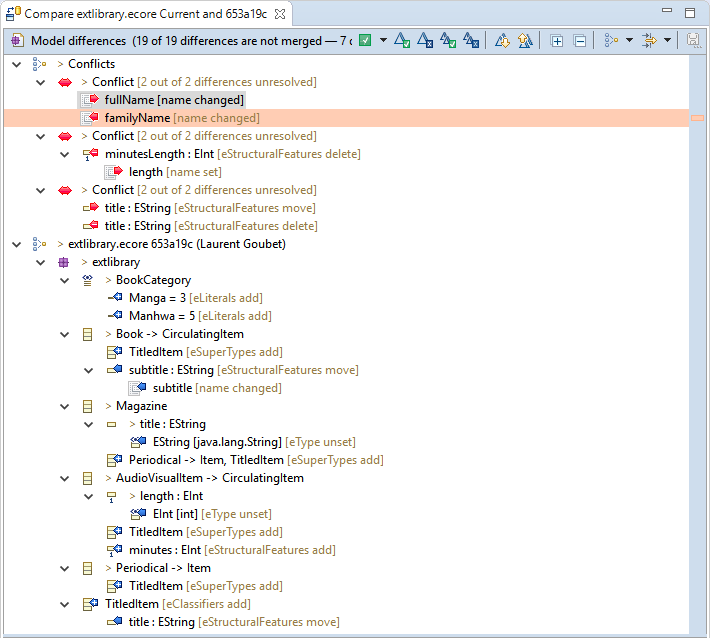 Compare extlibrary.ecore Current and 653a19c
Model differences (19 of 19 differences are not merged — 7 c
> Conflicts
> Conflict [2 out of 2 differences unresolved]
fullName [name changed]
familyName [name changed]
> Conflict [2 out of 2 differences unresolved]
minutesLength : EInt [eStructuralFeatures delete]
length [name set]
> Conflict [2 out of 2 differences unresolved]
title : EString [eStructuralFeatures move]
title : EString [eStructuralFeatures delete]
> extlibrary.ecore 653a19c (Laurent Goubet)
> extlibrary
> BookCategory
Manga = 3 [eLiterals add]
Manhwa = 5 [eLiterals add]
> Book -> CirculatingItem
TitledItem [eSuperTypes add]
subtitle : EString [eStructuralFeatures move]
subtitle [name changed]
> Magazine
> title : EString
EString [java.lang.String] [eType unset]
Periodical -> Item, TitledItem [eSuperTypes add]
> AudioVisualItem -> CirculatingItem
> length : EInt
EInt [int] [eType unset]
TitledItem [eSuperTypes add]
minutes : EInt [eStructuralFeatures add]
> Periodical -> Item
TitledItem [eSuperTypes add]
TitledItem [eClassifiers add]
title : EString [eStructuralFeatures move]